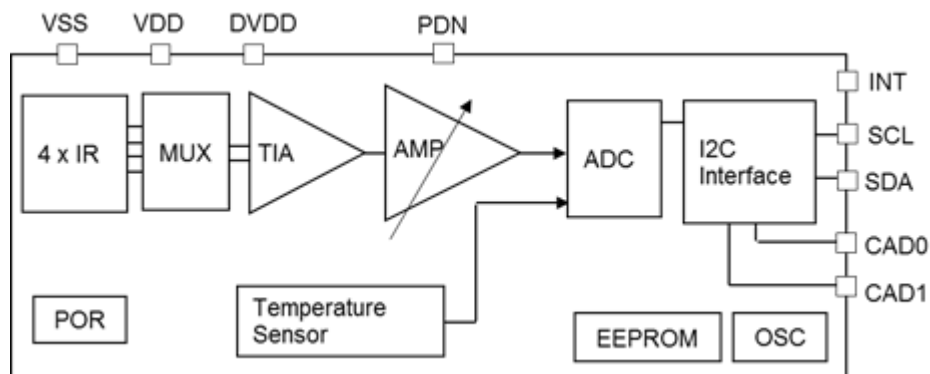 VSS VDD DVDD PDN
INT
4 x IR MUX TIA AMP ADC I2C
Interface
SCL
SDA
CAD0
CAD1
POR
Temperature
Sensor
EEPROM OSC